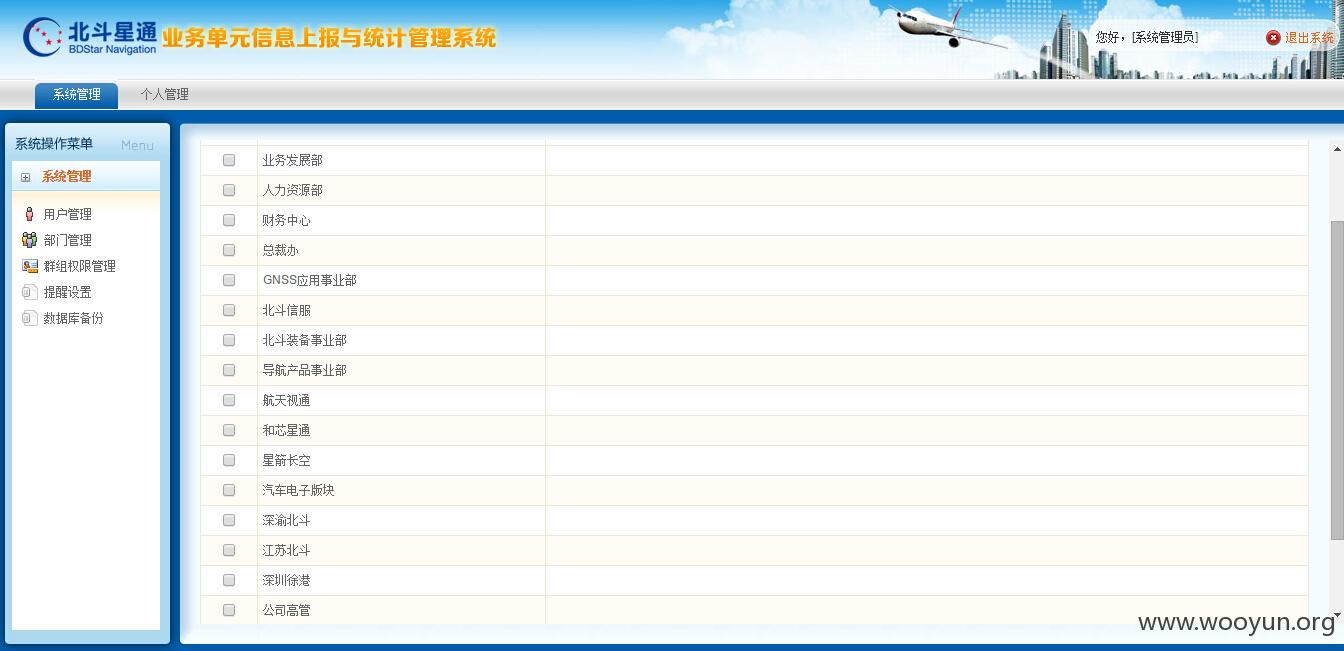 北斗星通
BDStar Navigation
业务单元信息上报与统计管理系统
您好，[系统管理员]
退出系统
系统管理
个人管理
系统操作菜单
Menu
系统管理
用户管理
部门管理
群组权限管理
提醒设置
数据库备份
业务发展部
人力资源部
财务中心
总裁办
GNSS应用事业部
北斗信服
北斗装备事业部
导航产品事业部
航天视通
和芯星通
星箭长空
汽车电子版块
深渝北斗
江苏北斗
深圳徐港
公司高管
www.wooyun.org